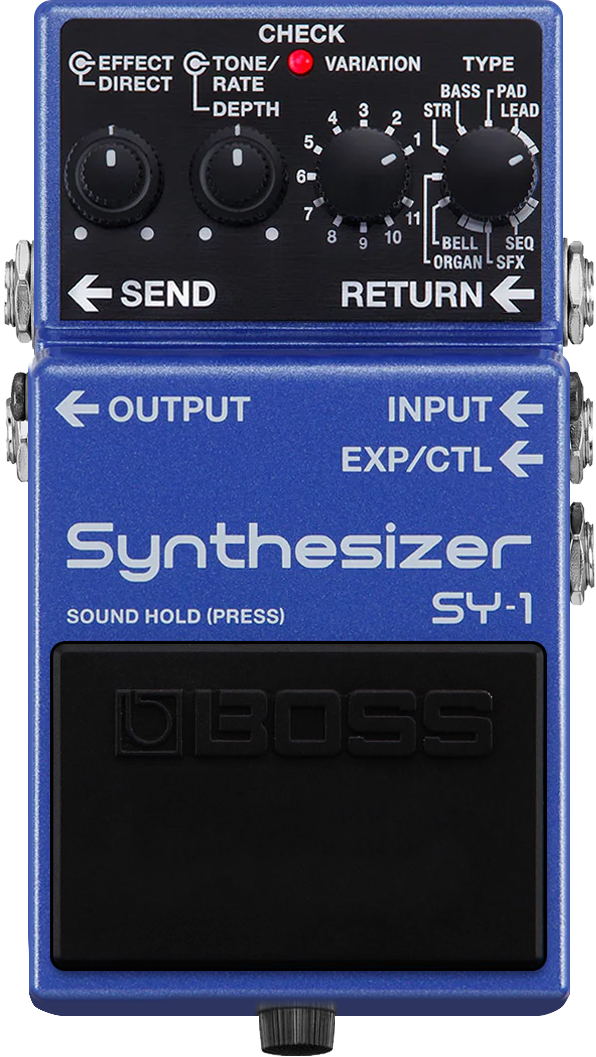 CHECK
EFFECT
DIRECT
TONE/
RATE
DEPTH
VARIATION
TYPE
1
2
3
4
5
6
7
8
9
10
11
BASS
PAD
STR
LEAD
BELL
SEQ
ORGAN
SFX
SEND
RETURN
OUTPUT
INPUT
EXP/CTL
Synthesizer
SOUND HOLD (PRESS)
SY-1
BOSS